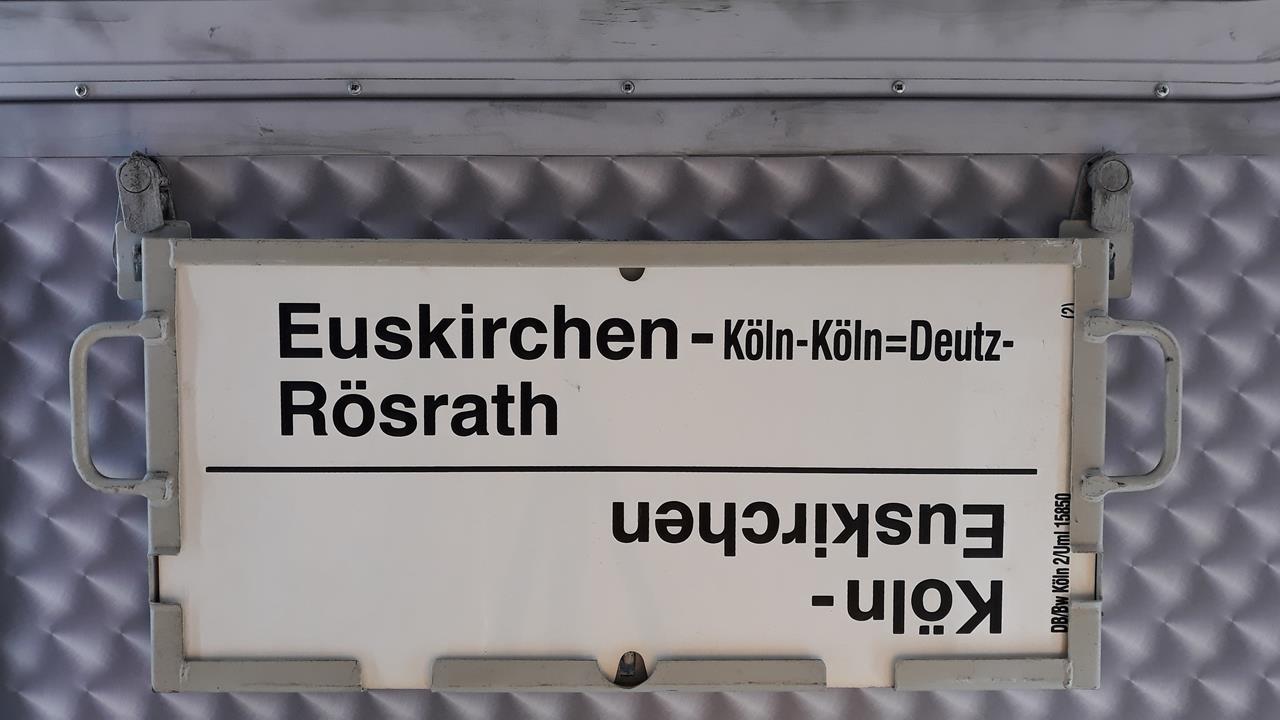 Euskirchen - Köln-Köln=Deutz-
Rösrath
Köln-
Euskirchen
(2)
DB/Bw Köln 2/Uml 15850